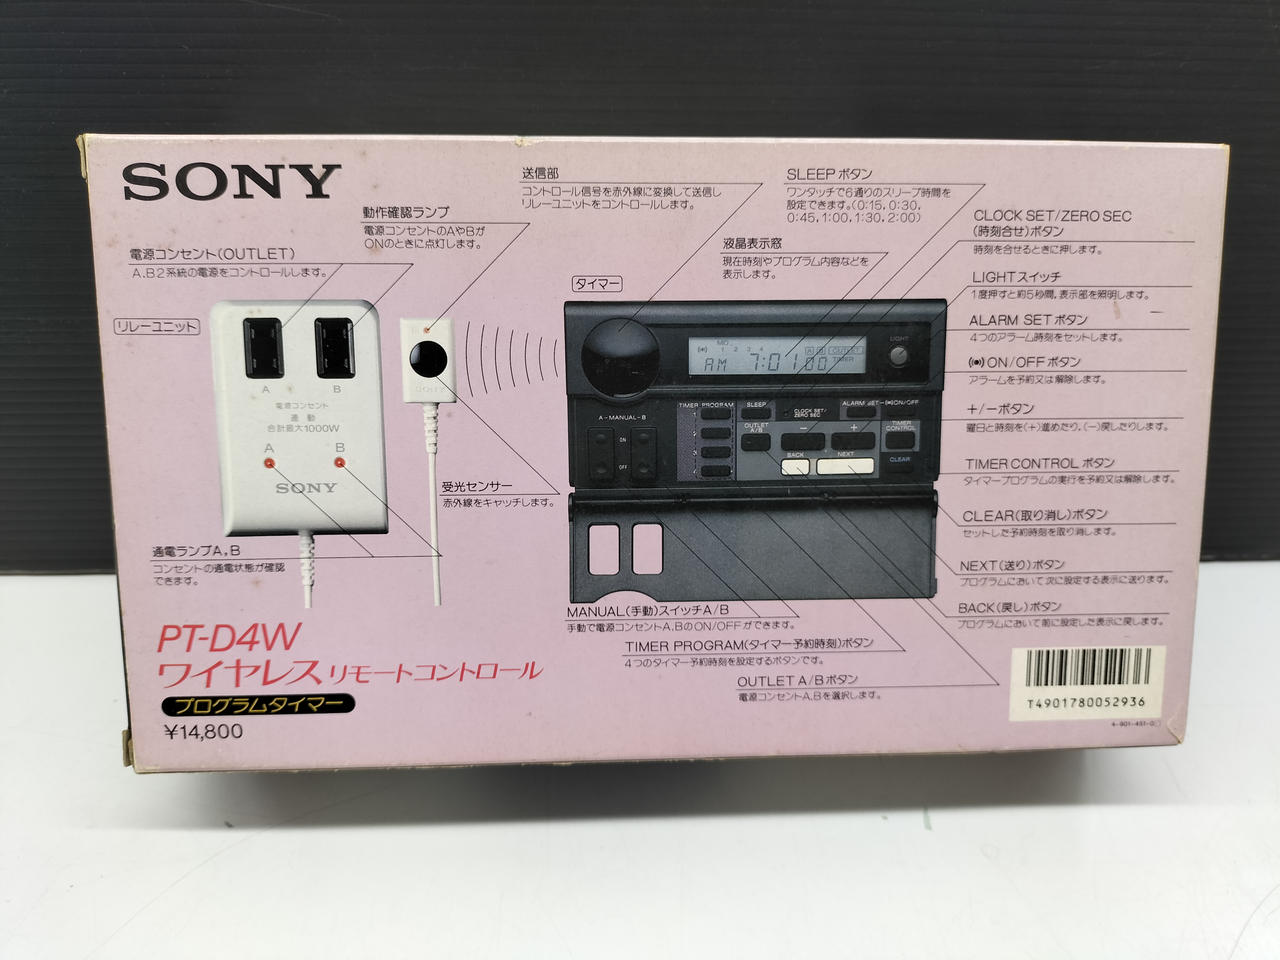 SONY
送信部
コントロール信号を赤外線に変換して送信し
リレーユニットをコントロールします。
SLEEPボタン
ワンタッチで6通りのスリープ時間を
設定できます。(0:15, 0:30,
0:45, 1:00, 1:30, 2:00)
動作確認ランプ
電源コンセントのAやBが
ONのときに点灯します。
CLOCK SET/ZERO SEC
(時刻合せ)ボタン
時刻を合せるときに押します。
電源コンセント(OUTLET)
A,B2系統の電源をコントロールします。
液晶表示窓
現在時刻やプログラム内容などを
表示します。
タイマー
LIGHTスイッチ
1度押すと約5秒間,表示部を照明します。
リレーユニット
ALARM SETボタン
4つのアラーム時刻をセットします。
ON/OFFボタン
アラームを予約又は解除します。
+/−ボタン
曜日と時刻を(+)進めたり,(−)戻したりします。
TIMER CONTROLボタン
タイマープログラムの実行を予約又は解除します。
CLEAR(取り消し)ボタン
セットした予約時刻を取り消します。
NEXT(送り)ボタン
プログラムにおいて次に設定する表示に送ります。
BACK(戻し)ボタン
プログラムにおいて前に設定した表示に戻します。
A B
電源コンセント
連動
合計最大1000W
A B
SONY
SONY
受光センサー
赤外線をキャッチします。
通電ランプA,B
コンセントの通電状態が確認
できます。
1 2 3 4
AM 7:01 00
A B OUTLET
TIMER
LIGHT
TIMER PROGRAM
SLEEP
CLOCK SET/
ZERO SEC
ALARM SET
ON/OFF
A-MANUAL-B
ON
OFF
OUTLET
A/B
−
+
TIMER
CONTROL
BACK
NEXT
CLEAR
MANUAL(手動)スイッチA/B
手動で電源コンセントA,BのON/OFFができます。
TIMER PROGRAM(タイマー予約時刻)ボタン
4つのタイマー予約時刻を設定するボタンです。
OUTLET A/Bボタン
電源コンセントA,Bを選択します。
PT-D4W
ワイヤレスリモートコントロール
プログラムタイマー
¥14,800
T4901780052936